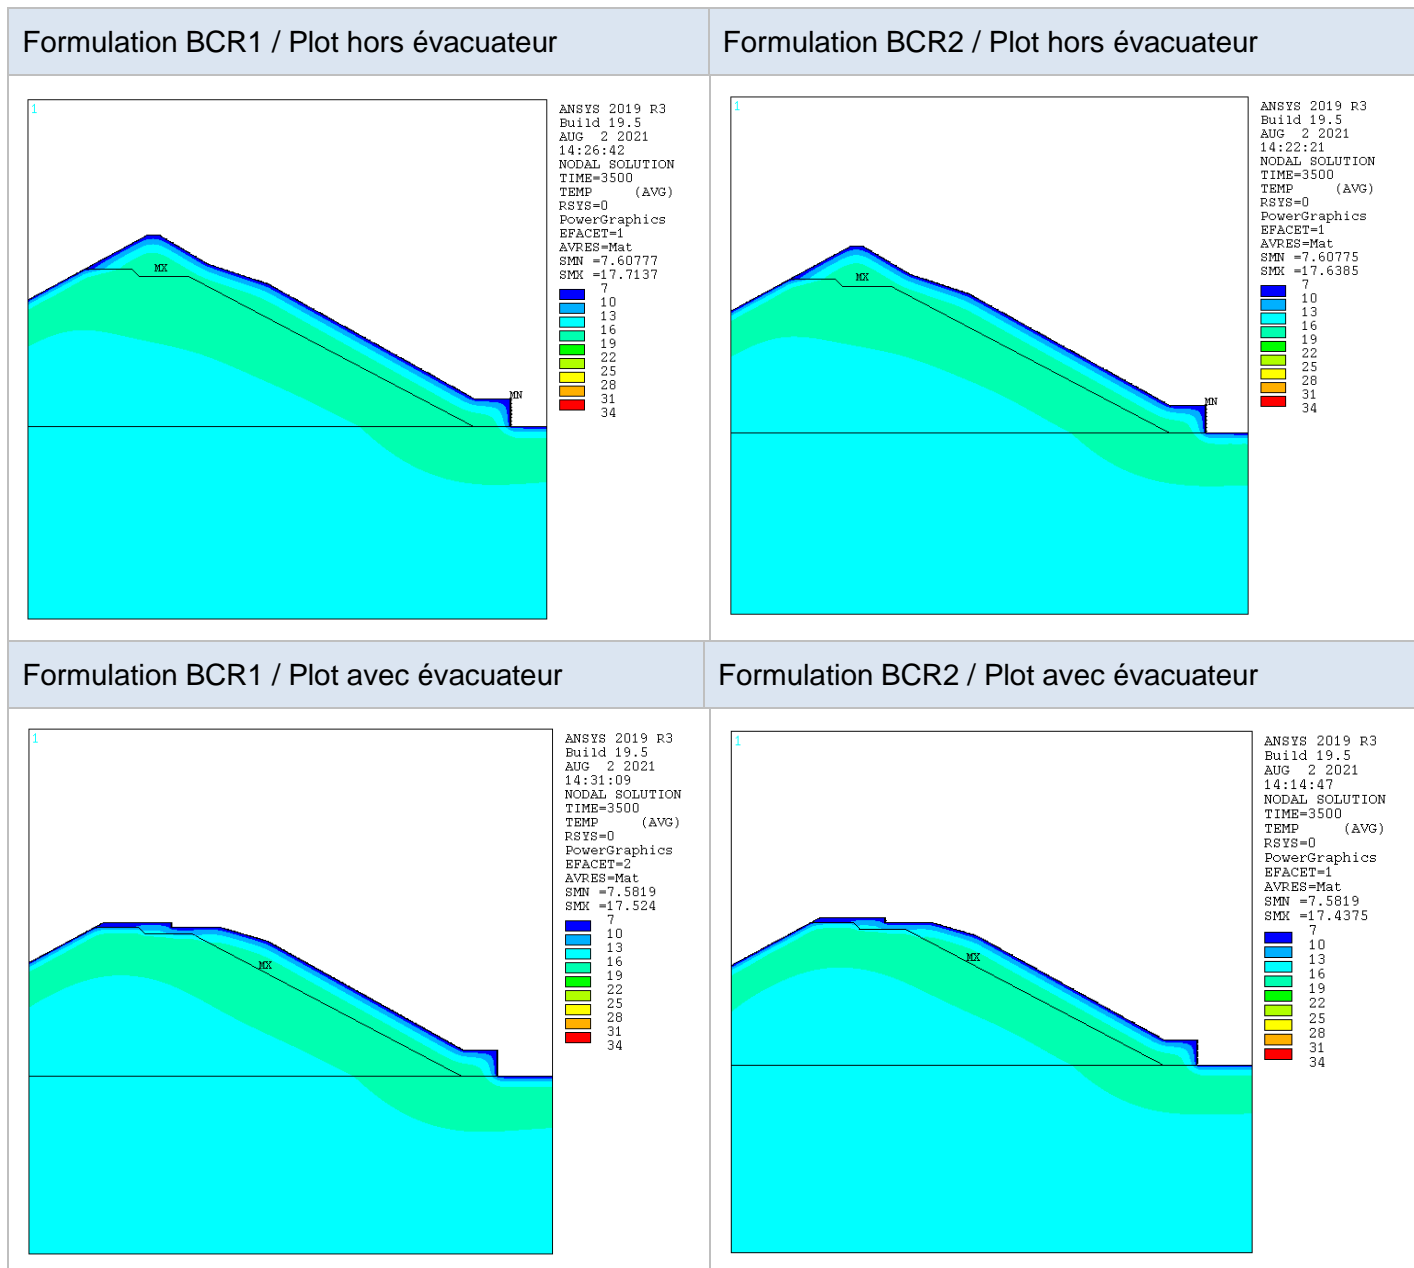 Formulation BCR1 / Plot hors évacuateur
Formulation BCR2 / Plot hors évacuateur
1
ANSYS 2019 R3
Build 19.5
AUG 2 2021
14:26:42
NODAL SOLUTION
TIME=3500
TEMP (AVG)
RSYS=0
PowerGraphics
EFACET=1
AVRES=Mat
SMN =7.60777
SMX =17.7137
7
10
13
16
19
22
25
28
31
34
MX
MN
1
ANSYS 2019 R3
Build 19.5
AUG 2 2021
14:22:21
NODAL SOLUTION
TIME=3500
TEMP (AVG)
RSYS=0
PowerGraphics
EFACET=1
AVRES=Mat
SMN =7.60775
SMX =17.6385
7
10
13
16
19
22
25
28
31
34
MX
MN
Formulation BCR1 / Plot avec évacuateur
Formulation BCR2 / Plot avec évacuateur
1
ANSYS 2019 R3
Build 19.5
AUG 2 2021
14:31:09
NODAL SOLUTION
TIME=3500
TEMP (AVG)
RSYS=0
PowerGraphics
EFACET=2
AVRES=Mat
SMN =7.5819
SMX =17.524
7
10
13
16
19
22
25
28
31
34
MX
1
ANSYS 2019 R3
Build 19.5
AUG 2 2021
14:14:47
NODAL SOLUTION
TIME=3500
TEMP (AVG)
RSYS=0
PowerGraphics
EFACET=1
AVRES=Mat
SMN =7.5819
SMX =17.4375
7
10
13
16
19
22
25
28
31
34
MX